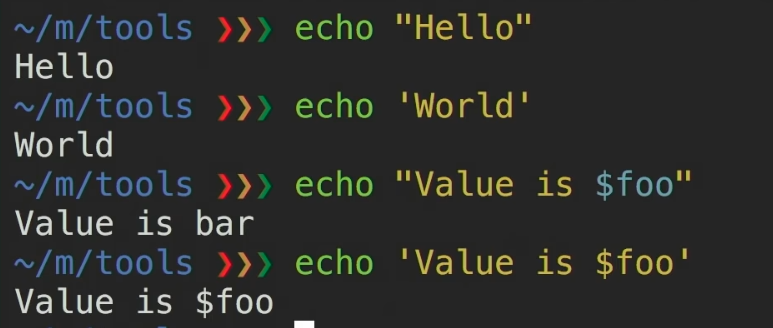 ~/m/tools ❯❯❯ echo "Hello"
Hello
~/m/tools ❯❯❯ echo 'World'
World
~/m/tools ❯❯❯ echo "Value is $foo"
Value is bar
~/m/tools ❯❯❯ echo 'Value is $foo'
Value is $foo